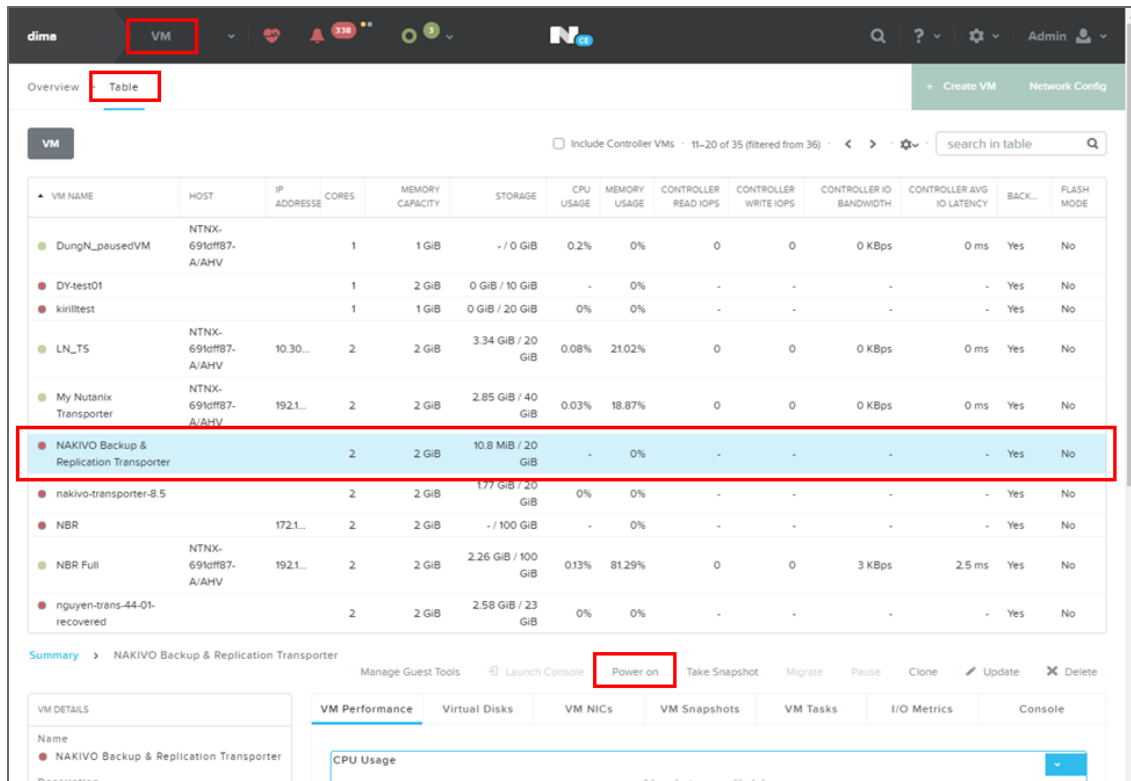 dima VM 338 3 N CE ? Admin
Overview · Table + Create VM Network Config
VM Include Controller VMs · 11–20 of 35 (filtered from 36) · < > · search in table
VM NAME HOST IP ADDRESSE CORES MEMORY CAPACITY STORAGE CPU USAGE MEMORY USAGE CONTROLLER READ IOPS CONTROLLER WRITE IOPS CONTROLLER IO BANDWIDTH CONTROLLER AVG IO LATENCY BACK... FLASH MODE
DungN_pausedVM NTNX-691dff87-A/AHV 1 1 GiB - / 0 GiB 0.2% 0% 0 0 0 KBps 0 ms Yes No
DY-test01 1 2 GiB 0 GiB / 10 GiB - 0% - - - - Yes No
kirilltest 1 1 GiB 0 GiB / 20 GiB 0% 0% - - - - Yes No
LN_TS NTNX-691dff87-A/AHV 10.30... 2 2 GiB 3.34 GiB / 20 GiB 0.08% 21.02% 0 0 0 KBps 0 ms Yes No
My Nutanix Transporter NTNX-691dff87-A/AHV 192.1... 2 2 GiB 2.85 GiB / 40 GiB 0.03% 18.87% 0 0 0 KBps 0 ms Yes No
NAKIVO Backup & Replication Transporter 2 2 GiB 10.8 MiB / 20 GiB - 0% - - - - Yes No
nakivo-transporter-8.5 2 2 GiB 1.77 GiB / 20 GiB 0% 0% - - - - Yes No
NBR 172.1... 2 2 GiB - / 100 GiB - 0% - - - - Yes No
NBR Full NTNX-691dff87-A/AHV 192.1... 2 2 GiB 2.26 GiB / 100 GiB 0.13% 81.29% 0 0 3 KBps 2.5 ms Yes No
nguyen-trans-44-01-recovered 2 2 GiB 2.58 GiB / 23 GiB 0% 0% - - - - Yes No
Summary > NAKIVO Backup & Replication Transporter
Manage Guest Tools Launch Console Power on Take Snapshot Migrate Pause Clone Update Delete
VM DETAILS VM Performance Virtual Disks VM NICs VM Snapshots VM Tasks I/O Metrics Console
Name
NAKIVO Backup & Replication Transporter CPU Usage